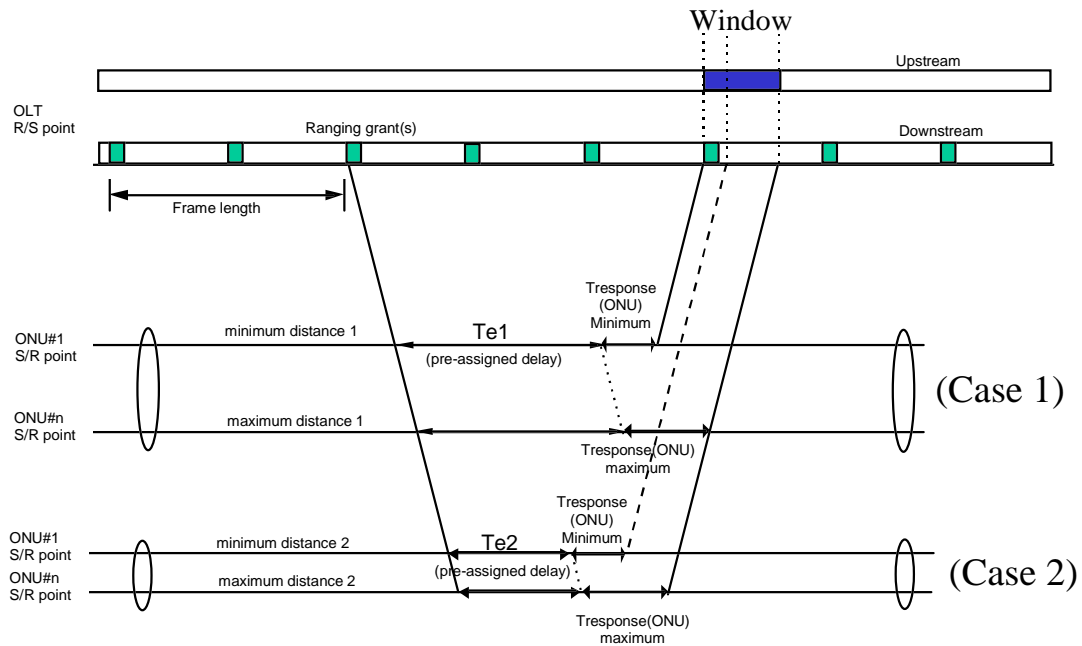 Window
Upstream
OLT
R/S point
Ranging grant(s)
Downstream
Frame length
Tresponse
(ONU)
Minimum
ONU#1
S/R point
minimum distance 1
Te1
(pre-assigned delay)
(Case 1)
ONU#n
S/R point
maximum distance 1
Tresponse(ONU)
maximum
Tresponse
(ONU)
Minimum
ONU#1
S/R point
minimum distance 2
Te2
(pre-assigned delay)
(Case 2)
ONU#n
S/R point
maximum distance 2
Tresponse(ONU)
maximum